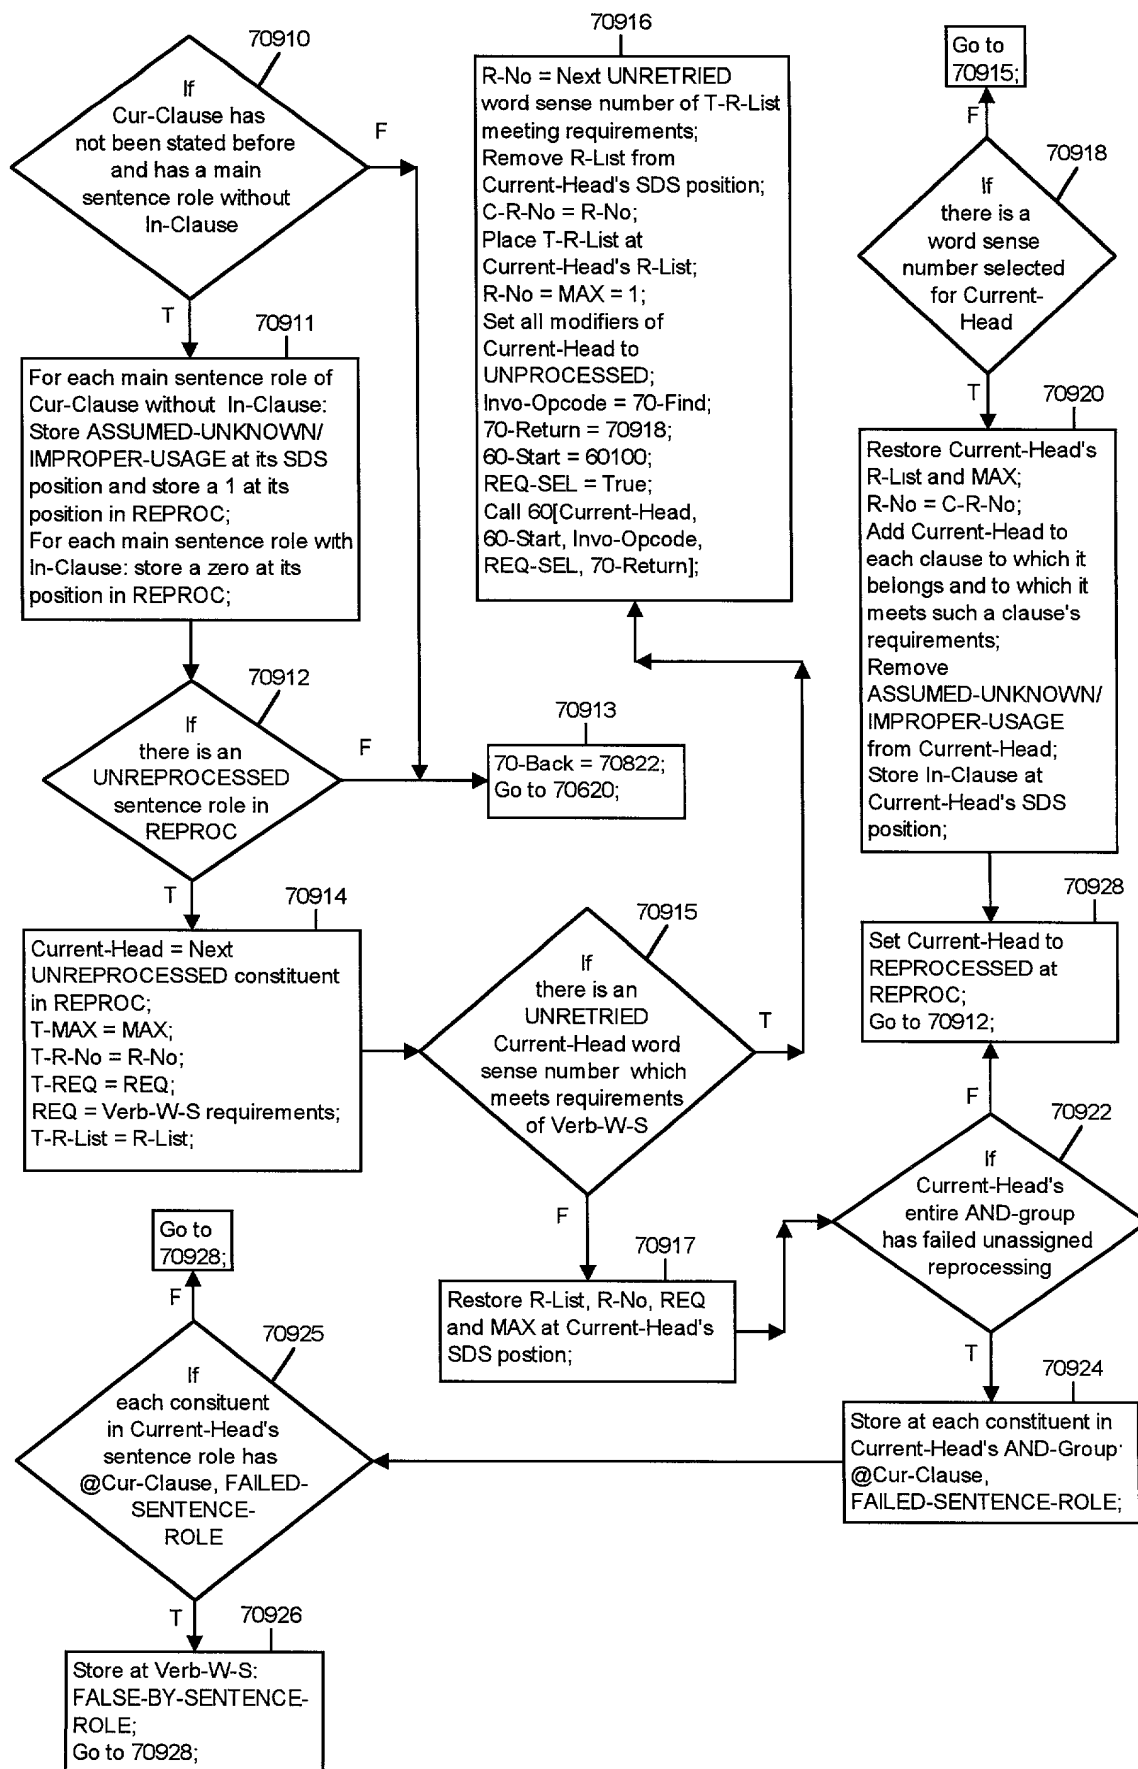 70910
If
Cur-Clause has
not been stated before
and has a main
sentence role without
In-Clause
F
T
70911
For each main sentence role of
Cur-Clause without In-Clause:
Store ASSUMED-UNKNOWN/
IMPROPER-USAGE at its SDS
position and store a 1 at its
position in REPROC;
For each main sentence role with
In-Clause: store a zero at its
position in REPROC;
70912
If
there is an
UNREPROCESSED
sentence role in
REPROC
F
T
70913
70-Back = 70822;
Go to 70620;
70914
Current-Head = Next
UNREPROCESSED constituent
in REPROC;
T-MAX = MAX;
T-R-No = R-No;
T-REQ = REQ;
REQ = Verb-W-S requirements;
T-R-List = R-List;
70915
If
there is an
UNRETRIED
Current-Head word
sense number which
meets requirements
of Verb-W-S
T
F
70916
R-No = Next UNRETRIED
word sense number of T-R-List
meeting requirements;
Remove R-List from
Current-Head's SDS position;
C-R-No = R-No;
Place T-R-List at
Current-Head's R-List;
R-No = MAX = 1;
Set all modifiers of
Current-Head to
UNPROCESSED;
Invo-Opcode = 70-Find;
70-Return = 70918;
60-Start = 60100;
REQ-SEL = True;
Call 60[Current-Head,
60-Start, Invo-Opcode,
REQ-SEL, 70-Return];
70917
Restore R-List, R-No, REQ
and MAX at Current-Head's
SDS postion;
Go to
70915;
F
70918
If
there is a
word sense
number selected
for Current-
Head
T
70920
Restore Current-Head's
R-List and MAX;
R-No = C-R-No;
Add Current-Head to
each clause to which it
belongs and to which it
meets such a clause's
requirements;
Remove
ASSUMED-UNKNOWN/
IMPROPER-USAGE
from Current-Head;
Store In-Clause at
Current-Head's SDS
position;
70928
Set Current-Head to
REPROCESSED at
REPROC;
Go to 70912;
F
70922
If
Current-Head's
entire AND-group
has failed unassigned
reprocessing
T
70924
Store at each constituent in
Current-Head's AND-Group:
@Cur-Clause,
FAILED-SENTENCE-ROLE;
Go to
70928;
F
70925
If
each consituent
in Current-Head's
sentence role has
@Cur-Clause, FAILED-
SENTENCE-
ROLE
T
70926
Store at Verb-W-S:
FALSE-BY-SENTENCE-
ROLE;
Go to 70928;